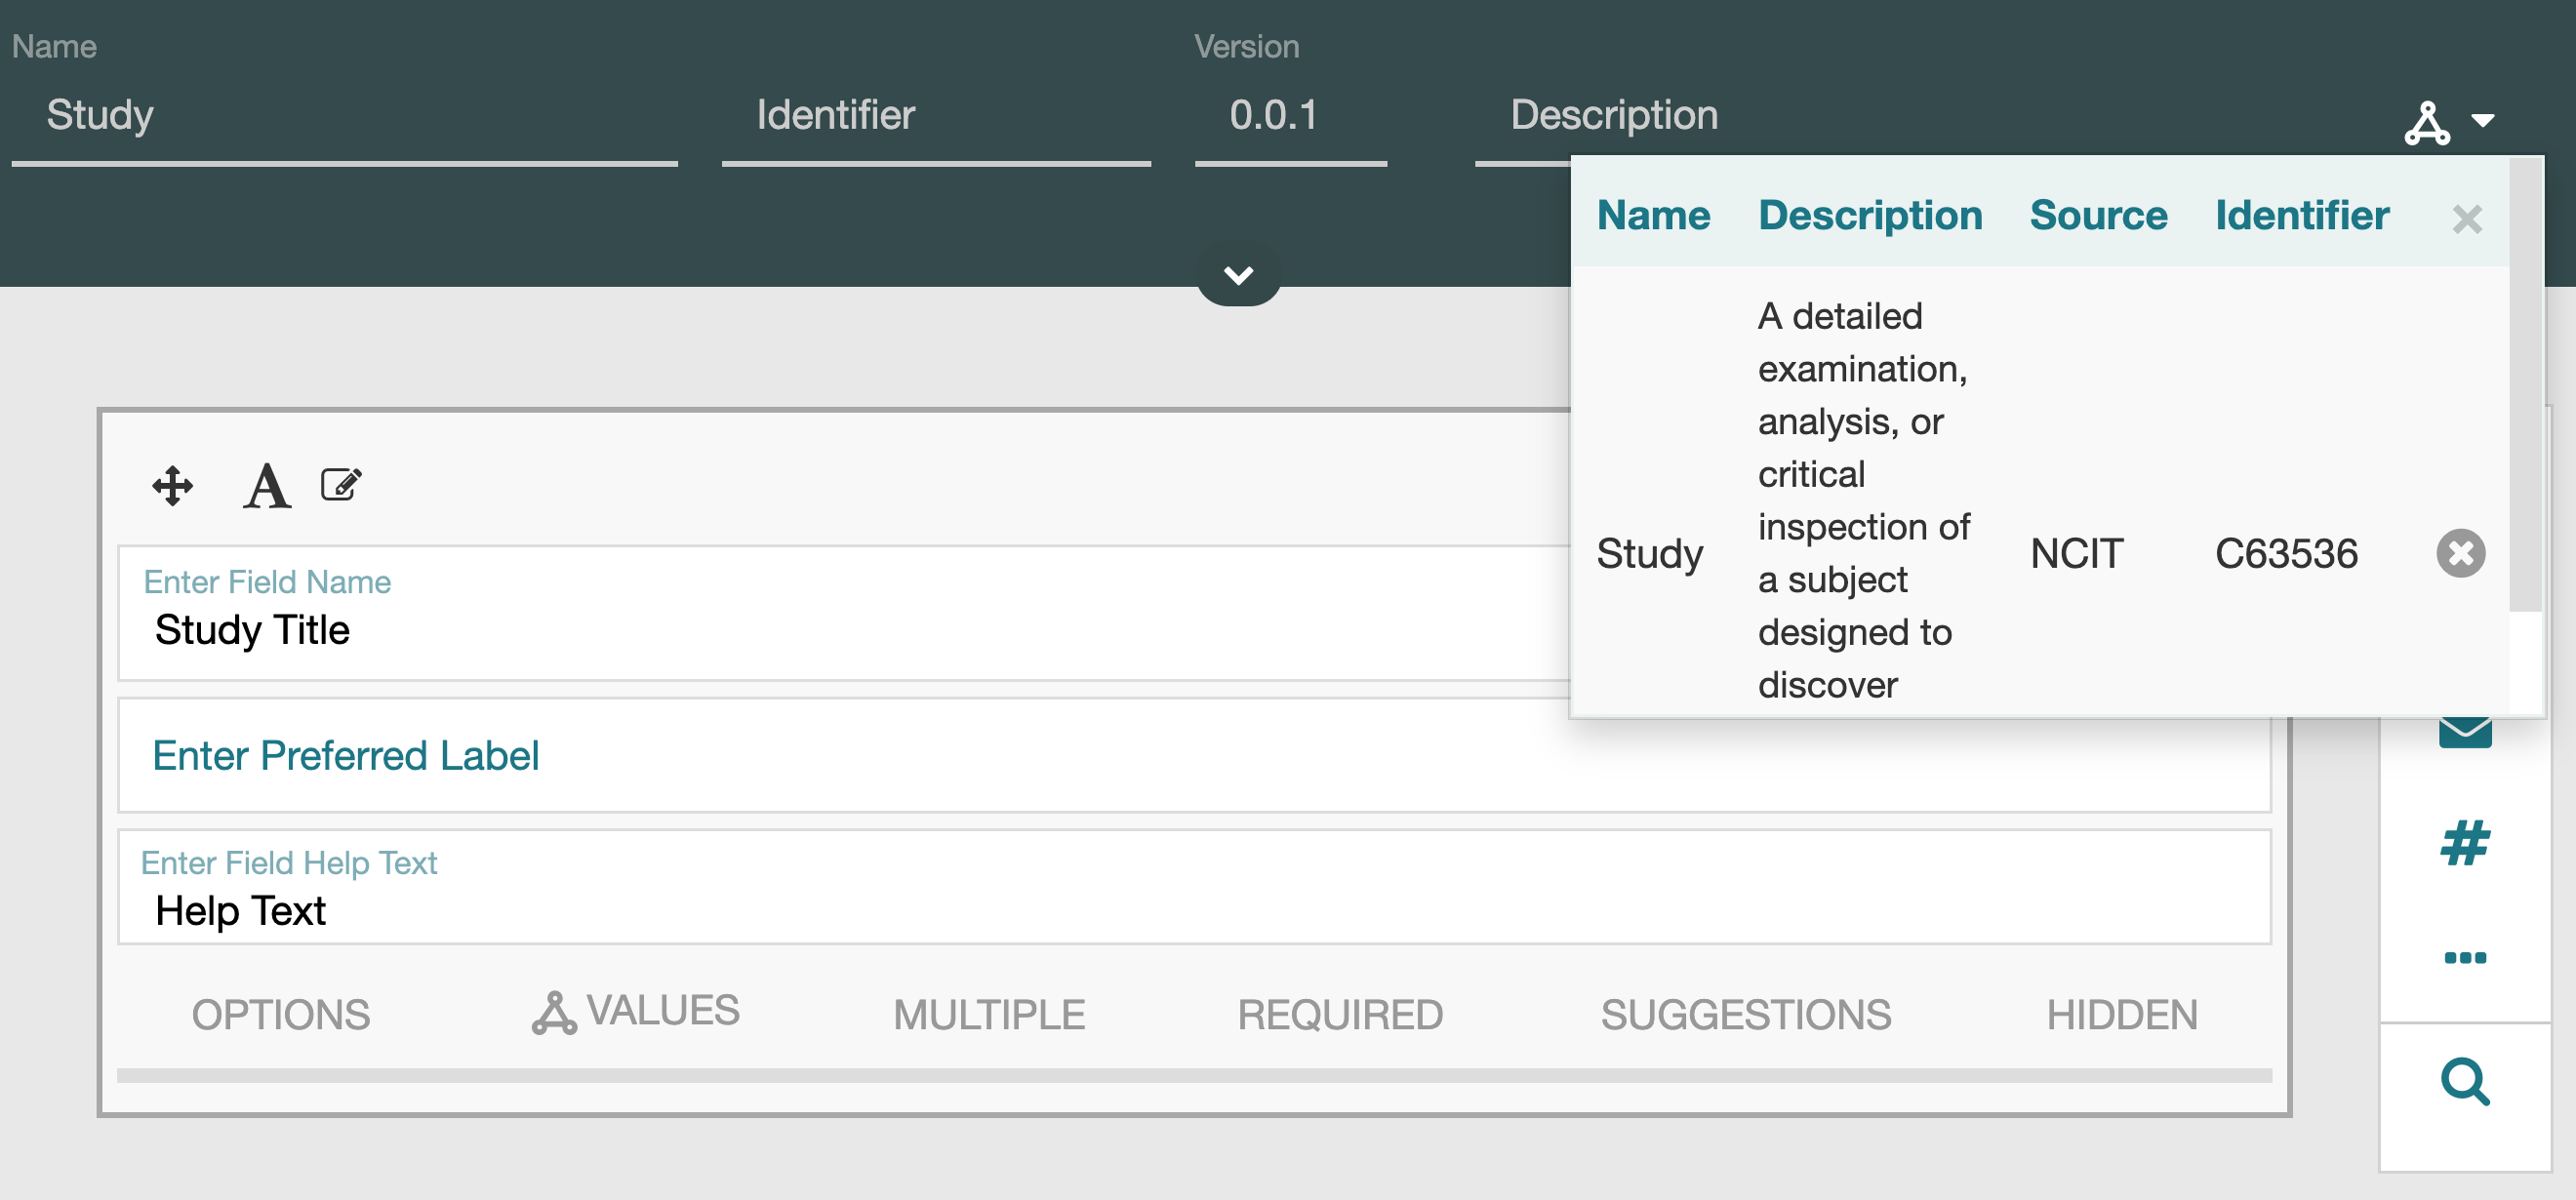 Name
Version
Study
Identifier
0.0.1
Description
Name Description Source Identifier
A detailed
examination,
analysis, or
critical
inspection of
a subject
designed to
discover
Study
NCIT
C63536
A
Enter Field Name
Study Title
Enter Preferred Label
Enter Field Help Text
Help Text
#
OPTIONS
VALUES
MULTIPLE
REQUIRED
SUGGESTIONS
HIDDEN